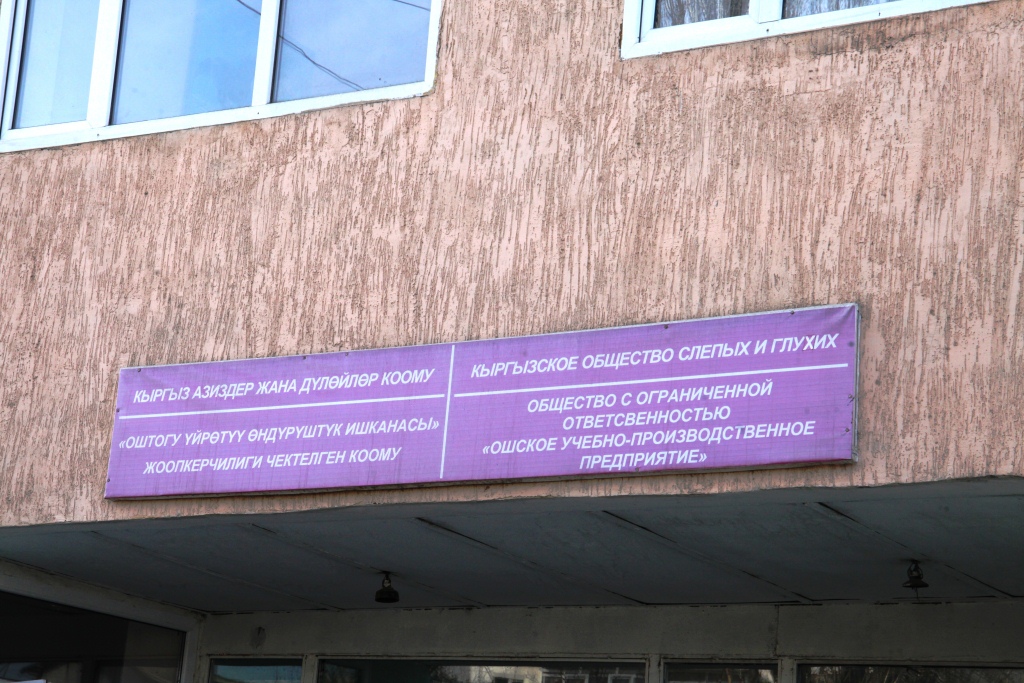 КЫРГЫЗ АЗИЗДЕР ЖАНА ДҮЛӨЙЛӨР КООМУ
«ОШТОГУ ҮЙРӨТҮҮ ӨНДҮРҮШТҮК ИШКАНАСЫ»
ЖООПКЕРЧИЛИГИ ЧЕКТЕЛГЕН КООМУ
КЫРГЫЗСКОЕ ОБЩЕСТВО СЛЕПЫХ И ГЛУХИХ
ОБЩЕСТВО С ОГРАНИЧЕННОЙ
ОТВЕТСВЕННОСТЬЮ
«ОШСКОЕ УЧЕБНО-ПРОИЗВОДСТВЕННОЕ
ПРЕДПРИЯТИЕ»